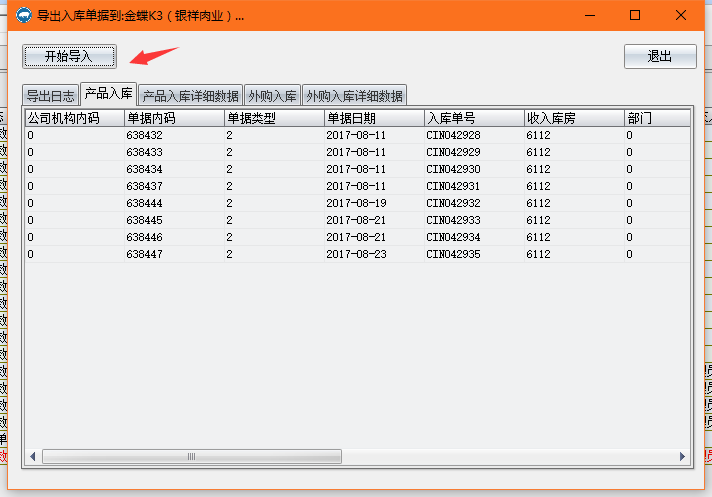 导出入库单据到:金蝶K3（银祥肉业）...
开始导入
退出
导出日志 产品入库 产品入库详细数据 外购入库 外购入库详细数据
公司机构内码 单据内码 单据类型 单据日期 入库单号 收入库房 部门
0 638432 2 2017-08-11 CIN042928 6112 0
0 638433 2 2017-08-11 CIN042929 6112 0
0 638434 2 2017-08-11 CIN042930 6112 0
0 638437 2 2017-08-11 CIN042931 6112 0
0 638444 2 2017-08-19 CIN042932 6112 0
0 638445 2 2017-08-21 CIN042933 6112 0
0 638446 2 2017-08-21 CIN042934 6112 0
0 638447 2 2017-08-23 CIN042935 6112 0